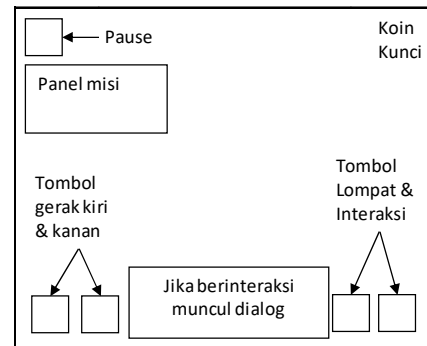 Pause
Koin
Kunci
Panel misi
Tombol
gerak kiri
& kanan
Tombol
Lompat &
Interaksi
Jika berinteraksi
muncul dialog